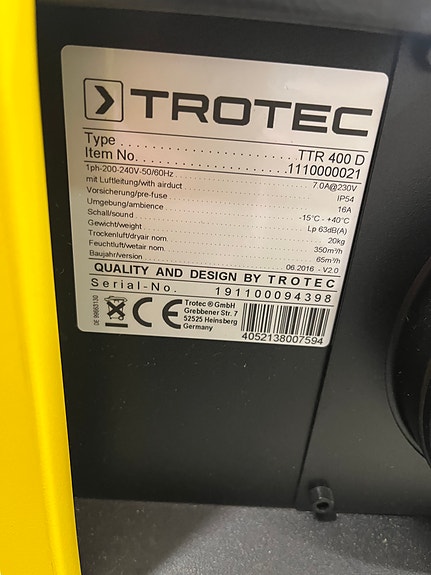 TROTEC
Type TTR 400 D
Item No. 1110000021
1ph-200-240V-50/60Hz 7.0A@230V
mit Luftleitung/with airduct IP54
Vorsicherung/pre-fuse 16A
Umgebung/ambience -15°C - +40°C
Schall/sound Lp 63dB(A)
Gewicht/weight 20kg
Trockenluft/dryair nom. 350m³/h
Feuchtluft/wetair nom. 65m³/h
Baujahr/version 06.2016 - V2.0
QUALITY AND DESIGN BY TROTEC
Serial-No. 191100094398
DE 99663130
CE
Trotec ® GmbH
Grebbener Str. 7
52525 Heinsberg
Germany
4052138007594